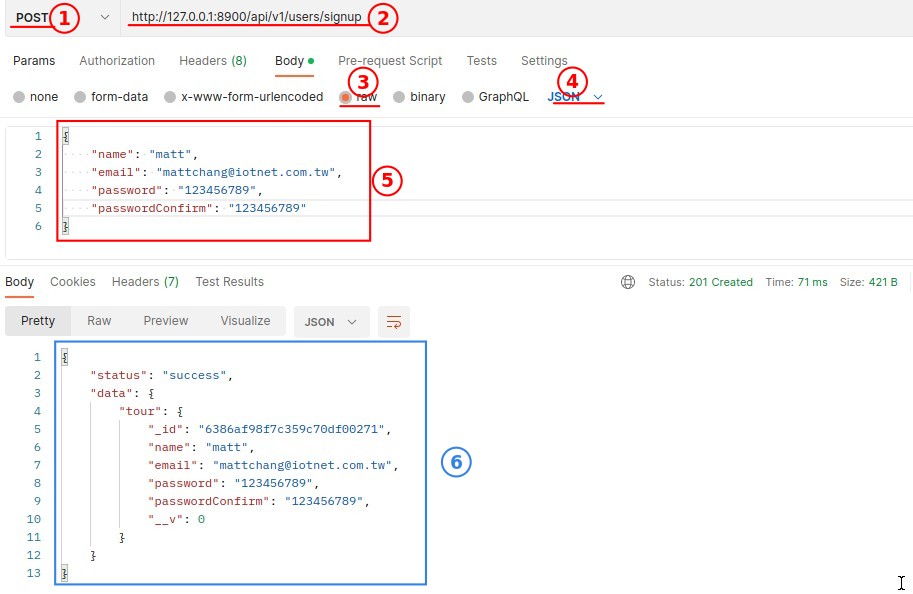 POST 1 http://127.0.0.1:8900/api/v1/users/signup 2
Params Authorization Headers (8) Body Pre-request Script Tests Settings
3 4
none form-data x-www-form-urlencoded raw binary GraphQL JSON
1 {
2 "name": "matt",
3 "email": "mattchang@iotnet.com.tw",
4 "password": "123456789",
5 "passwordConfirm": "123456789"
6 }
5
Body Cookies Headers (7) Test Results Status: 201 Created Time: 71 ms Size: 421 B
Pretty Raw Preview Visualize JSON
1 {
2 "status": "success",
3 "data": {
4 "tour": {
5 "_id": "6386af98f7c359c70df00271",
6 "name": "matt",
7 "email": "mattchang@iotnet.com.tw",
8 "password": "123456789",
9 "passwordConfirm": "123456789",
10 "__v": 0
11 }
12 }
13 }
6